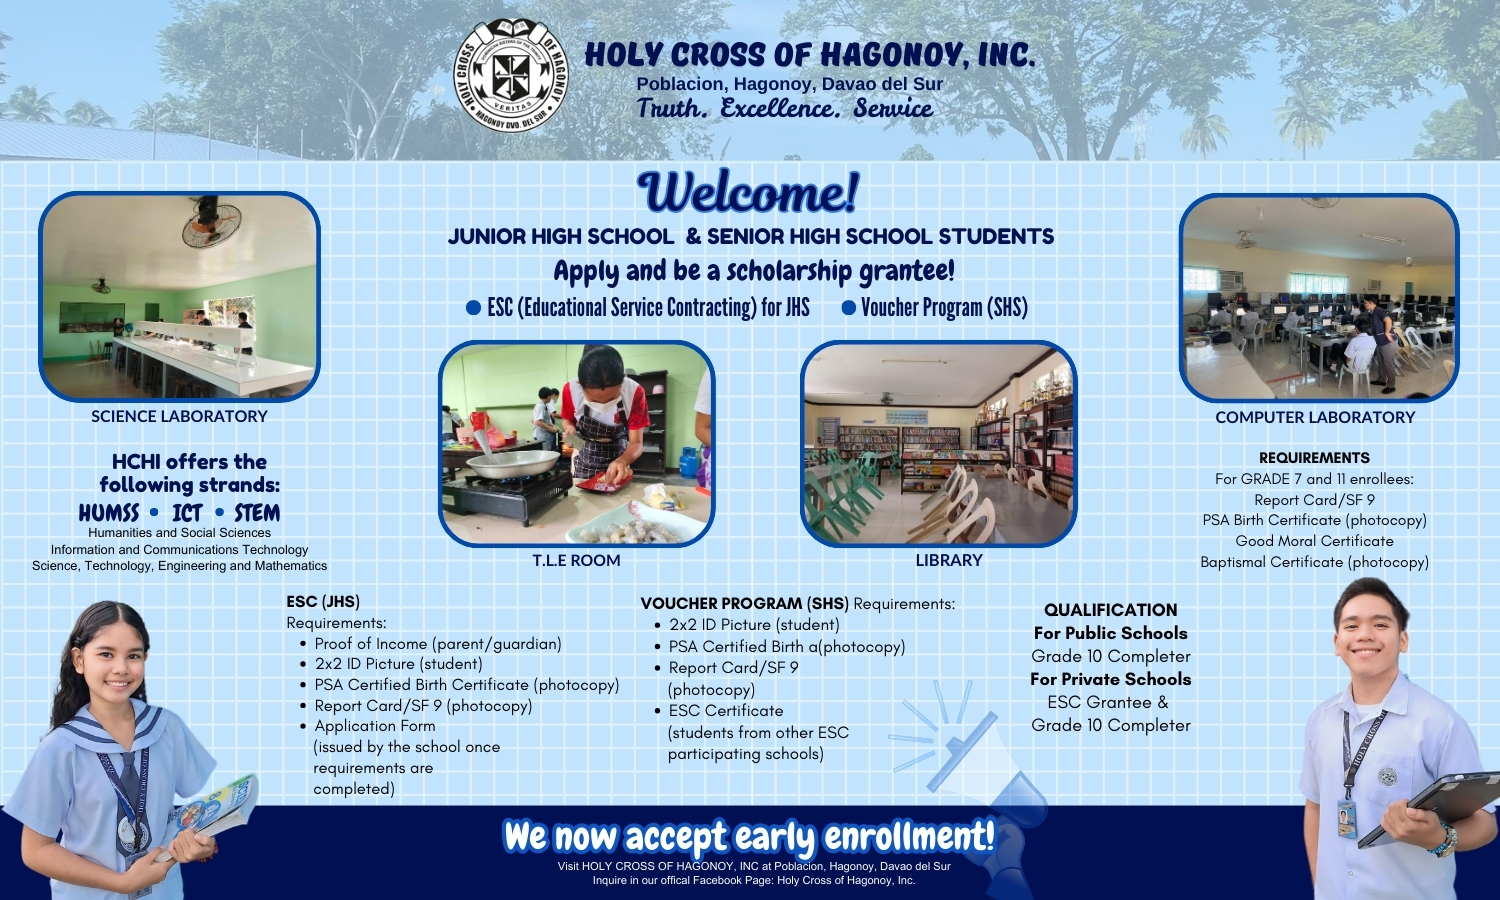 HOLY CROSS OF HAGONOY
VERITAS
HAGONOY DVO. DEL SUR
HOLY CROSS OF HAGONOY, INC.
Poblacion, Hagonoy, Davao del Sur
Truth. Excellence. Service
Welcome!
JUNIOR HIGH SCHOOL & SENIOR HIGH SCHOOL STUDENTS
Apply and be a scholarship grantee!
ESC (Educational Service Contracting) for JHS
Voucher Program (SHS)
SCIENCE LABORATORY
T.L.E ROOM
LIBRARY
COMPUTER LABORATORY
HCHI offers the
following strands:
HUMSS • ICT • STEM
Humanities and Social Sciences
Information and Communications Technology
Science, Technology, Engineering and Mathematics
REQUIREMENTS
For GRADE 7 and 11 enrollees:
Report Card/SF 9
PSA Birth Certificate (photocopy)
Good Moral Certificate
Baptismal Certificate (photocopy)
ESC (JHS)
Requirements:
• Proof of Income (parent/guardian)
• 2x2 ID Picture (student)
• PSA Certified Birth Certificate (photocopy)
• Report Card/SF 9 (photocopy)
• Application Form
(issued by the school once
requirements are
completed)
VOUCHER PROGRAM (SHS) Requirements:
• 2x2 ID Picture (student)
• PSA Certified Birth a(photocopy)
• Report Card/SF 9
(photocopy)
• ESC Certificate
(students from other ESC
participating schools)
QUALIFICATION
For Public Schools
Grade 10 Completer
For Private Schools
ESC Grantee &
Grade 10 Completer
We now accept early enrollment!
Visit HOLY CROSS OF HAGONOY, INC at Poblacion, Hagonoy, Davao del Sur
Inquire in our offical Facebook Page: Holy Cross of Hagonoy, Inc.